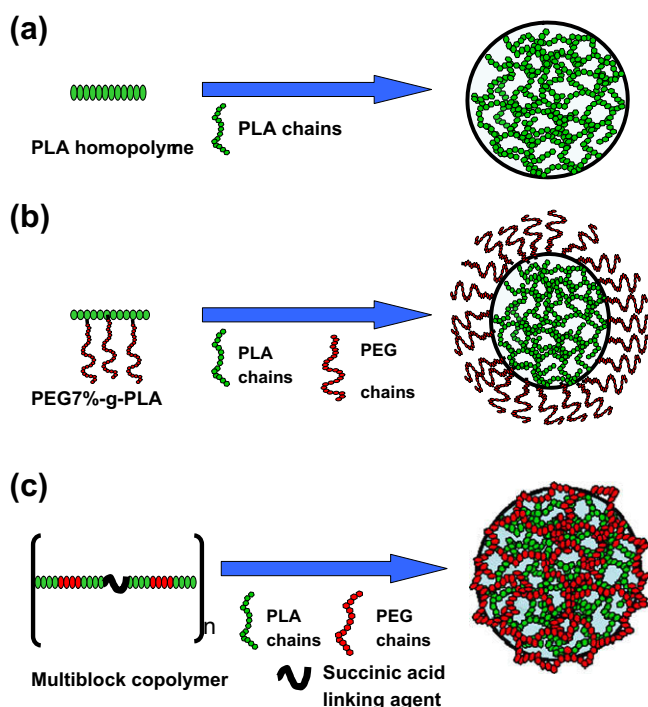 (a)
PLA chains
PLA homopolyme
(b)
PLA
chains
PEG
chains
PEG7%-g-PLA
(c)
n
PLA
chains
PEG
chains
Multiblock copolymer
Succinic acid
linking agent